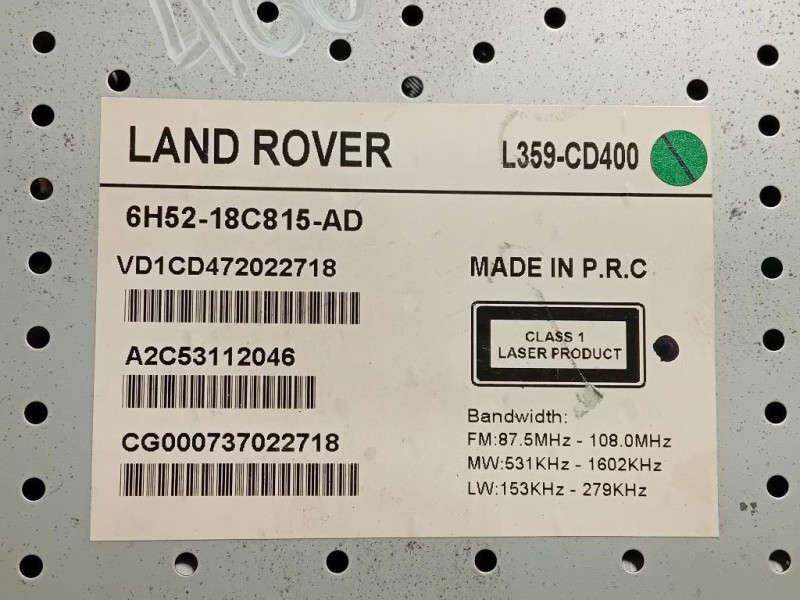 LAND ROVER
L359-CD400
6H52-18C815-AD
VD1CD472022718
MADE IN P.R.C
CLASS 1
LASER PRODUCT
A2C53112046
CG000737022718
Bandwidth:
FM:87.5MHz - 108.0MHz
MW:531KHz - 1602KHz
LW:153KHz - 279KHz